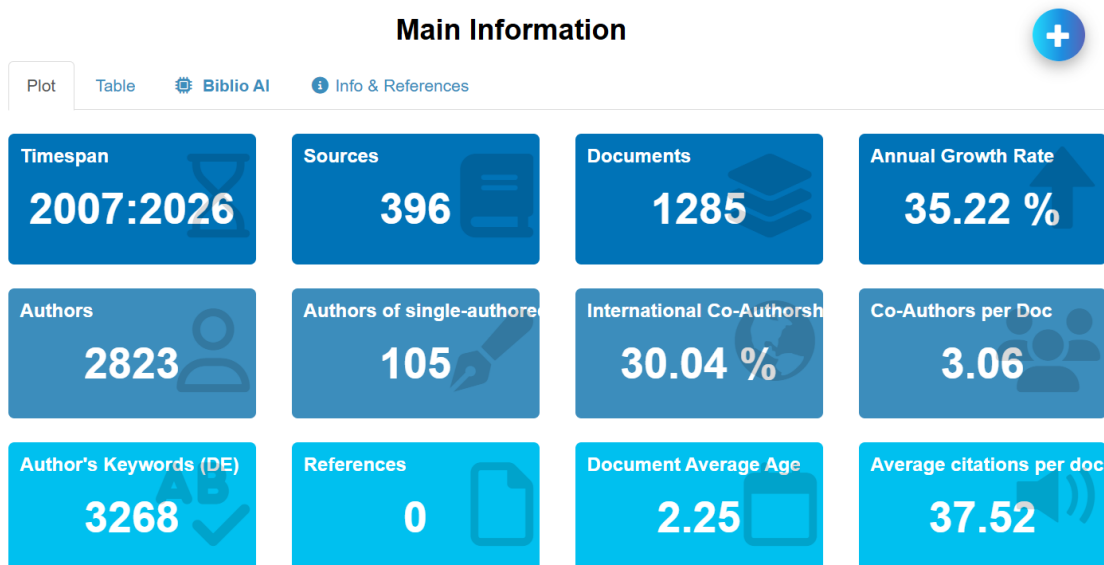 Main Information
Plot Table Biblio AI Info & References
Timespan Sources Documents Annual Growth Rate
2007:2026 396 1285 35.22 %
Authors Authors of single-authored International Co-Authorsh Co-Authors per Doc
2823 105 30.04 % 3.06
Author's Keywords (DE) References Document Average Age Average citations per doc
AB
3268 0 2.25 37.52